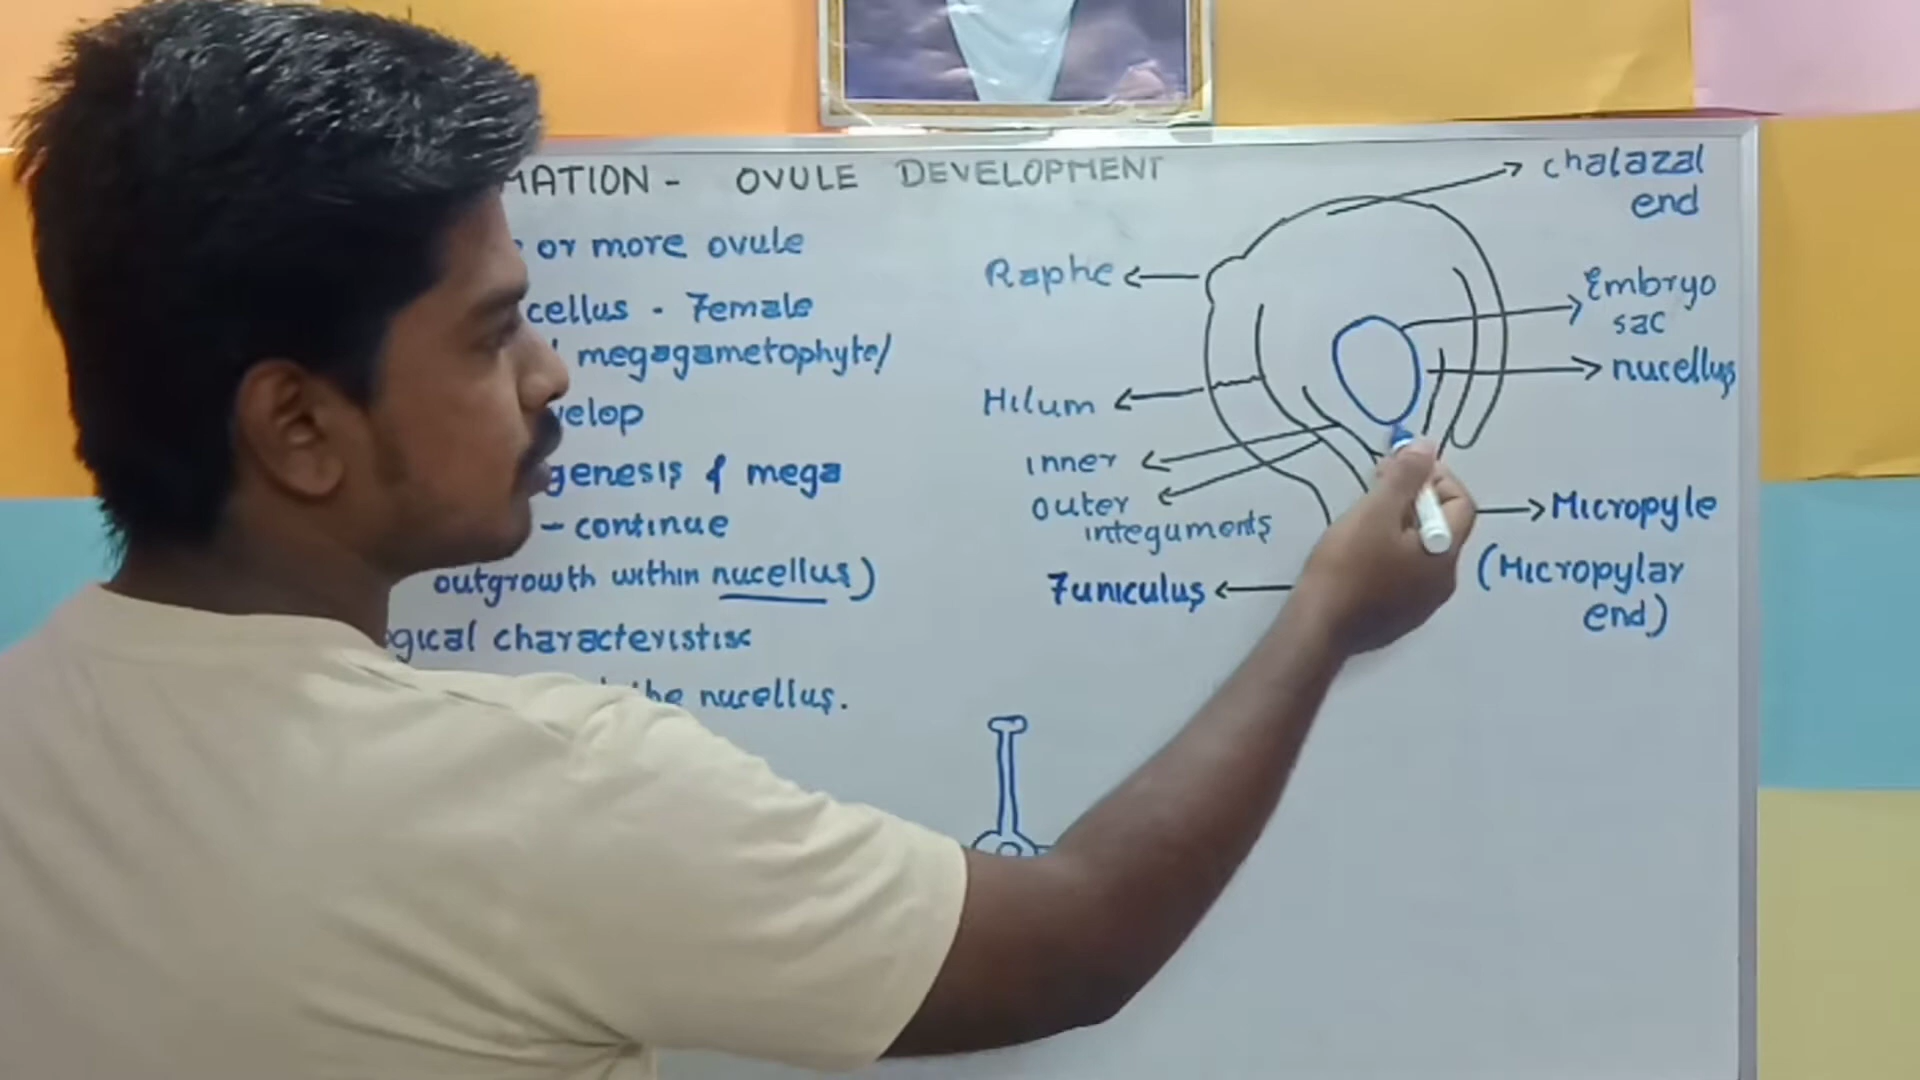 MATION - OVULE DEVELOPMENT
or more ovule
cellus - Female
megagametophyte/
velop
genesis & mega
- continue
outgrowth within nucellus)
gical characteristisc
the nucellus.
Chalazal
end
Raphe
Embryo
sac
nucellus
Hilum
inner
outer
integuments
Micropyle
(Micropylar
end)
Funiculus